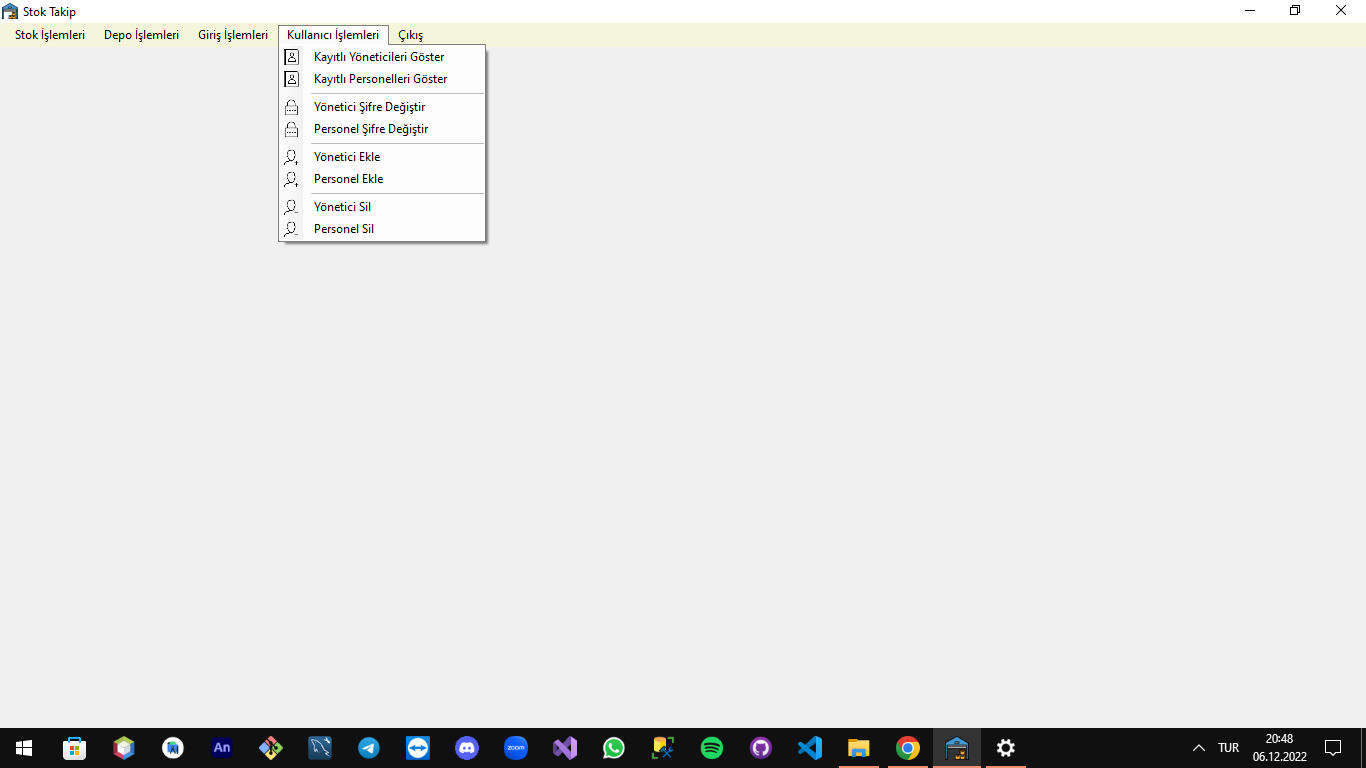 Stok Takip
Stok İşlemleri Depo İşlemleri Giriş İşlemleri Kullanıcı İşlemleri Çıkış
Kayıtlı Yöneticileri Göster
Kayıtlı Personelleri Göster
Yönetici Şifre Değiştir
Personel Şifre Değiştir
Yönetici Ekle
Personel Ekle
Yönetici Sil
Personel Sil
An
zoom
TUR
20:48
06.12.2022